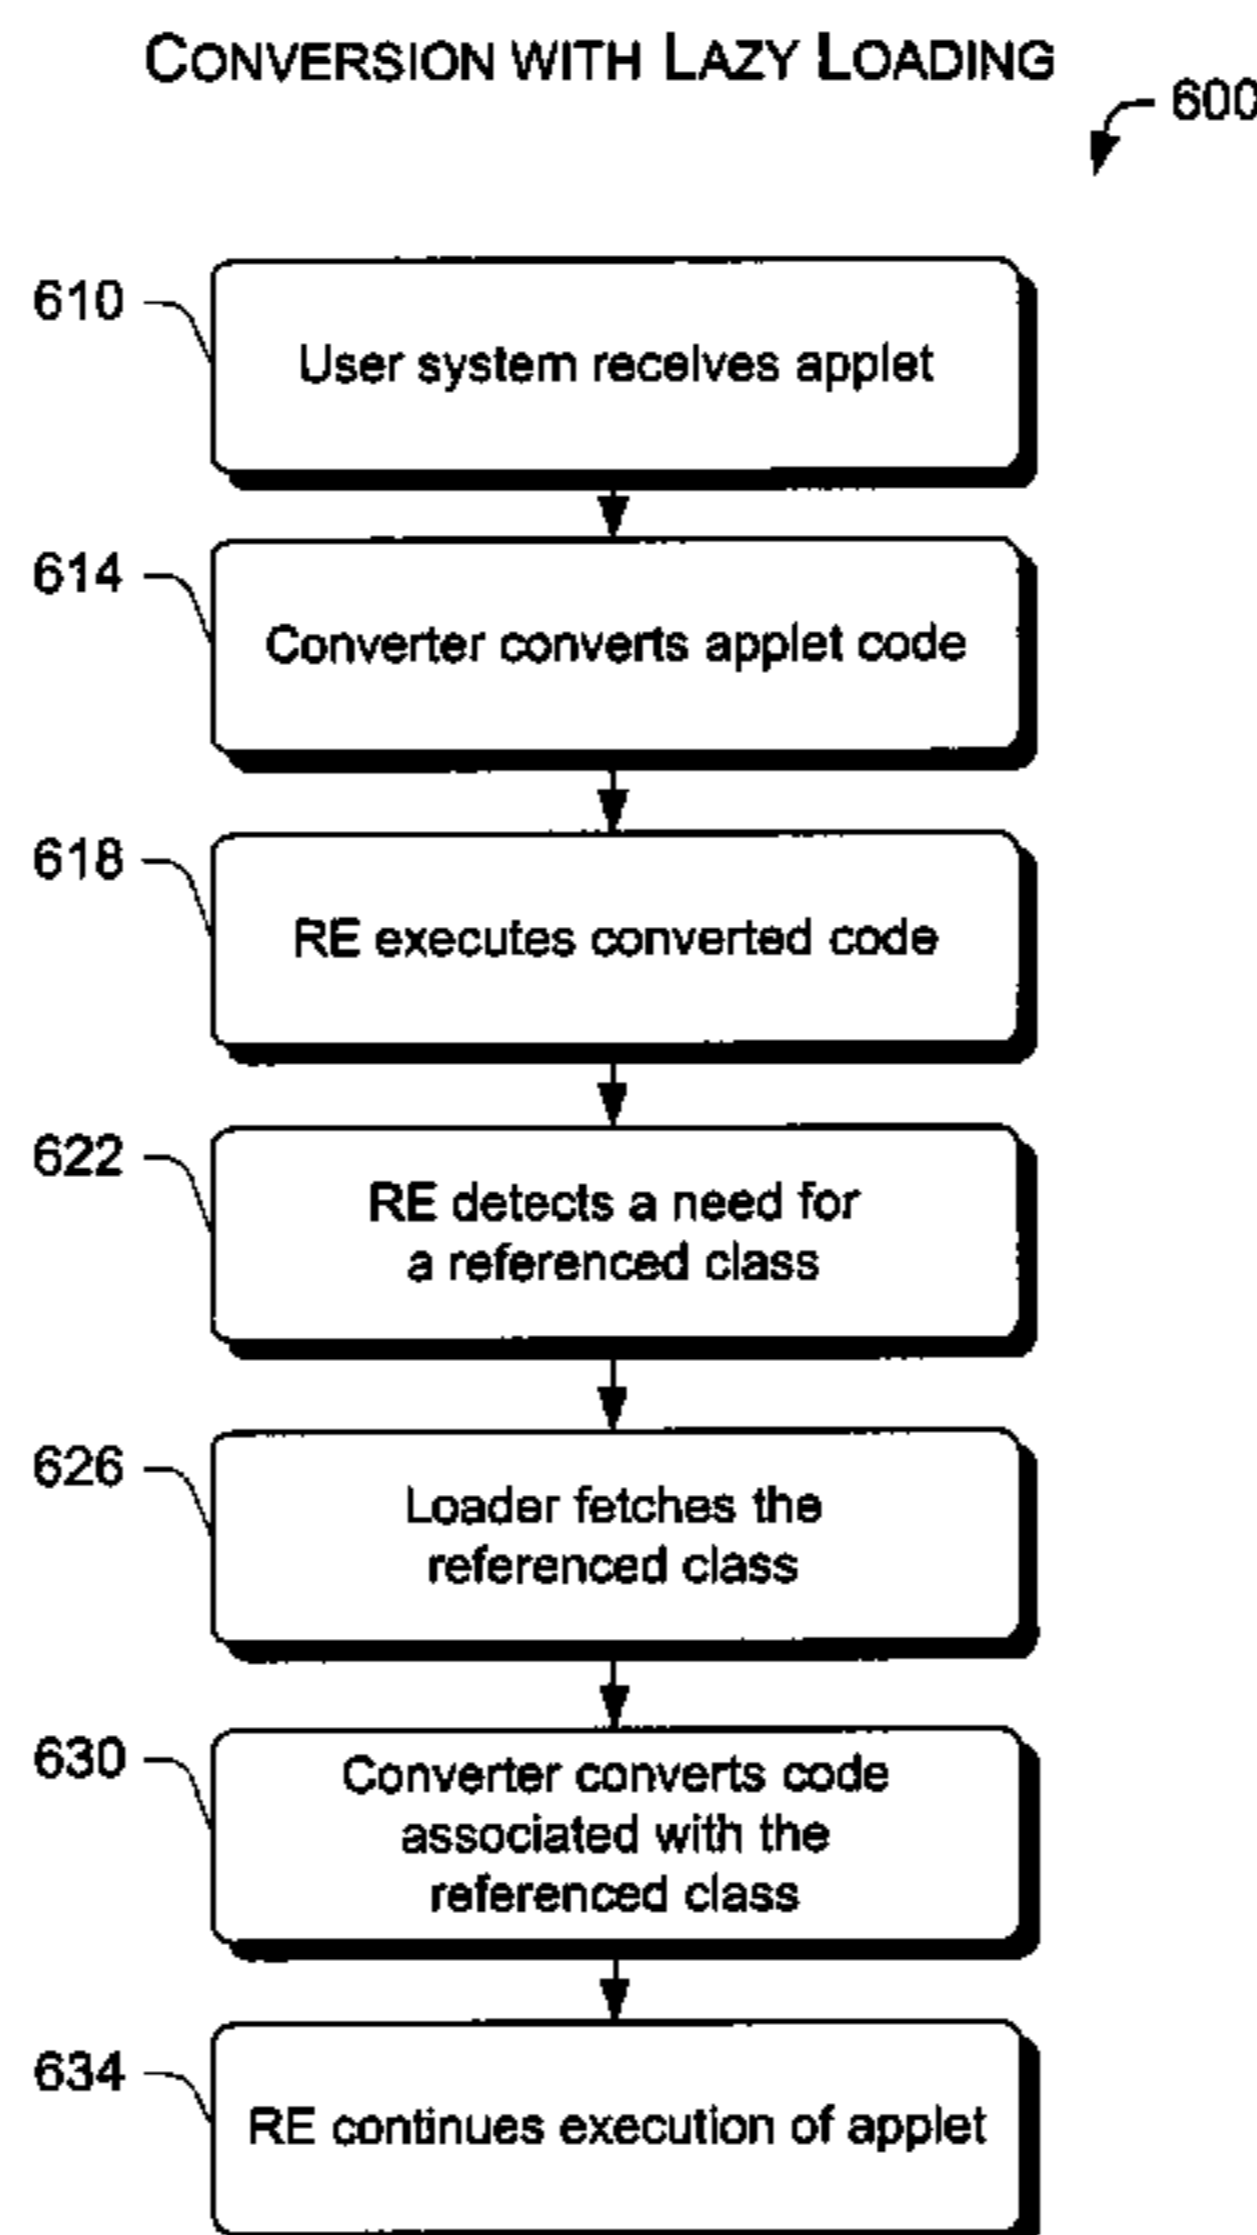 CONVERSION WITH LAZY LOADING
600
610
User system receives applet
614
Converter converts applet code
618
RE executes converted code
622
RE detects a need for
a referenced class
626
Loader fetches the
referenced class
630
Converter converts code
associated with the
referenced class
634
RE continues execution of applet